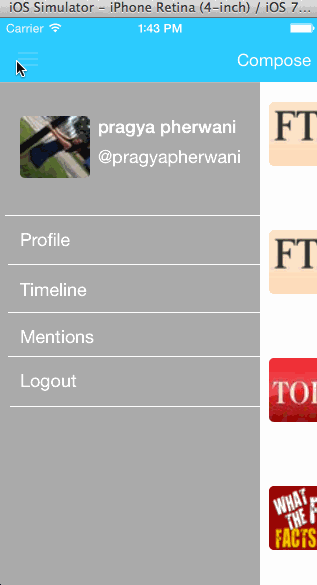 iOS Simulator – iPhone Retina (4-inch) / iOS 7...
Carrier 1:43 PM
Compose
pragya pherwani
@pragyapherwani
Profile
Timeline
Mentions
Logout
FT
FT
WHAT
THE F
FACTS